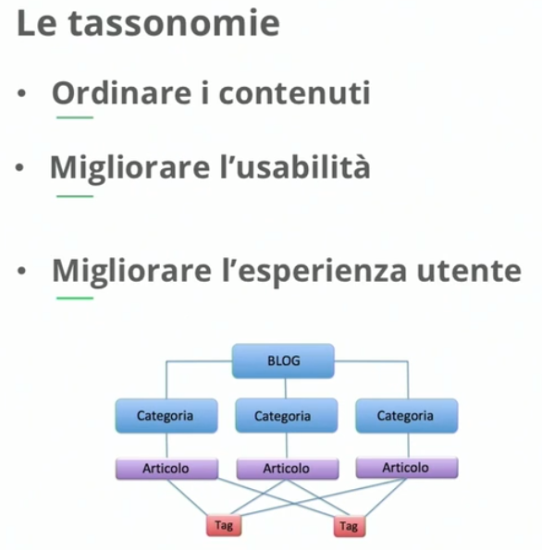 Le tassonomie
• Ordinare i contenuti
• Migliorare l'usabilità
• Migliorare l'esperienza utente
BLOG
Categoria Categoria Categoria
Articolo Articolo Articolo
Tag Tag